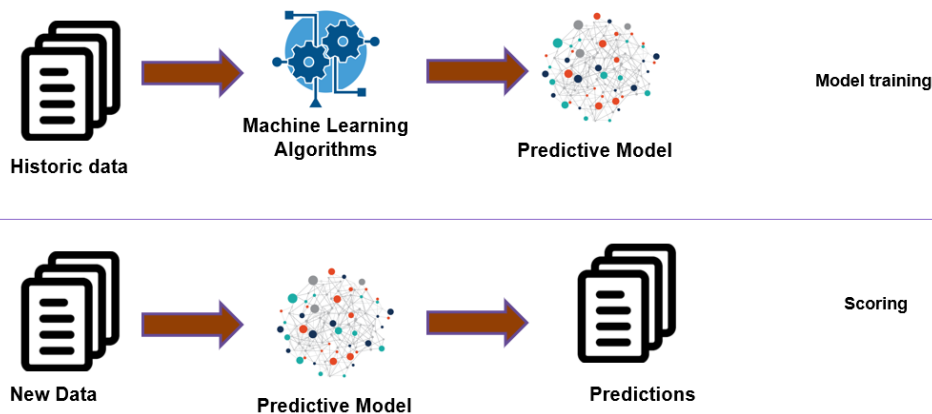 Historic data
Machine Learning
Algorithms
Predictive Model
Model training
New Data
Predictive Model
Predictions
Scoring